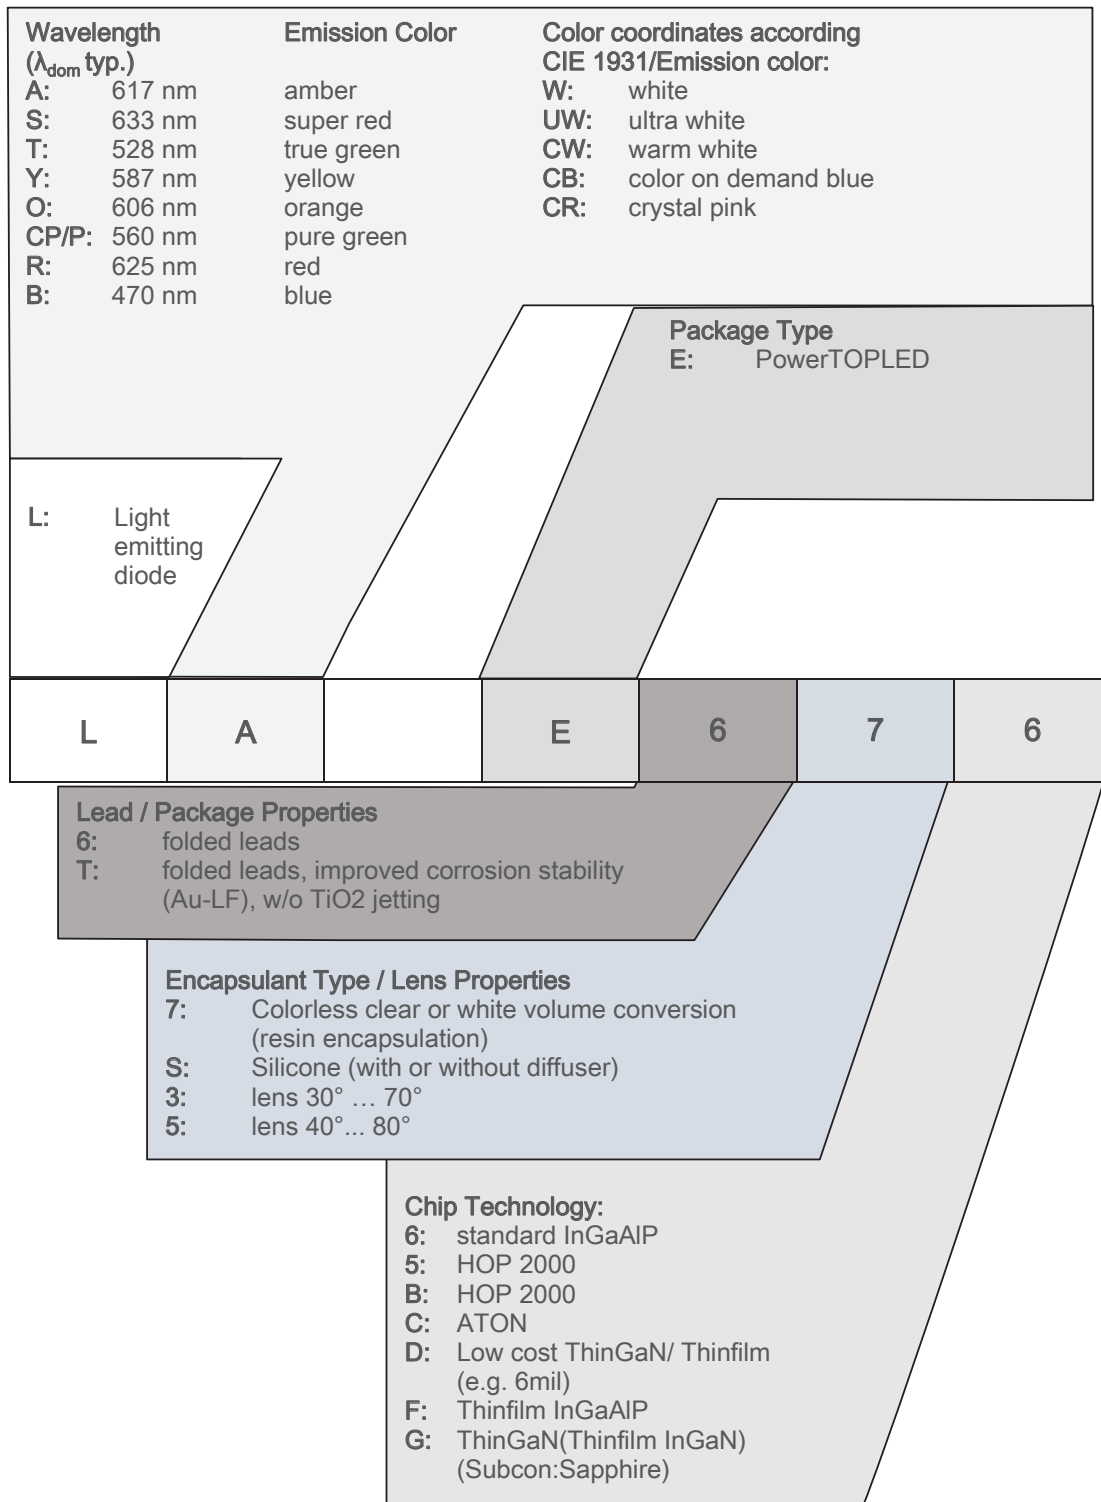 Wavelength Emission Color Color coordinates according
(λdom typ.) CIE 1931/Emission color:
A: 617 nm amber W: white
S: 633 nm super red UW: ultra white
T: 528 nm true green CW: warm white
Y: 587 nm yellow CB: color on demand blue
O: 606 nm orange CR: crystal pink
CP/P: 560 nm pure green
R: 625 nm red
B: 470 nm blue
Package Type
E: PowerTOPLED
L: Light
emitting
diode
L A E 6 7 6
Lead / Package Properties
6: folded leads
T: folded leads, improved corrosion stability
(Au-LF), w/o TiO2 jetting
Encapsulant Type / Lens Properties
7: Colorless clear or white volume conversion
(resin encapsulation)
S: Silicone (with or without diffuser)
3: lens 30° … 70°
5: lens 40°... 80°
Chip Technology:
6: standard InGaAlP
5: HOP 2000
B: HOP 2000
C: ATON
D: Low cost ThinGaN/ Thinfilm
(e.g. 6mil)
F: Thinfilm InGaAlP
G: ThinGaN(Thinfilm InGaN)
(Subcon:Sapphire)